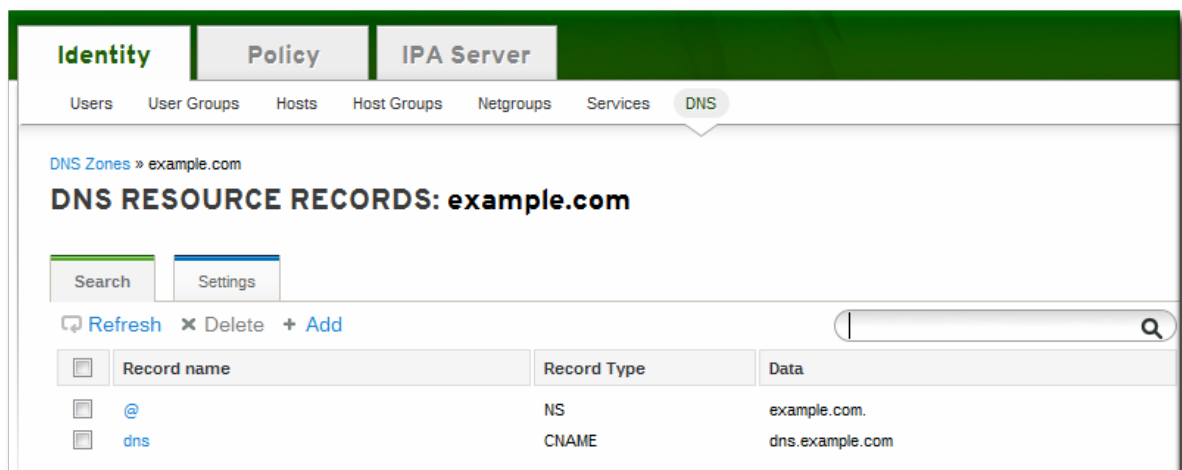 Identity Policy IPA Server
Users User Groups Hosts Host Groups Netgroups Services DNS
DNS Zones » example.com
DNS RESOURCE RECORDS: example.com
Search Settings
Refresh Delete + Add
Record name Record Type Data
@ NS example.com.
dns CNAME dns.example.com